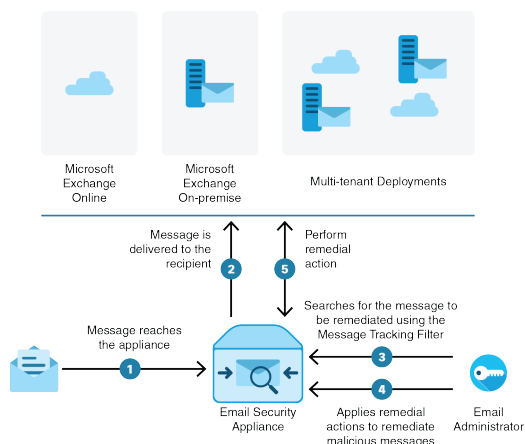 Microsoft
Exchange
Online
Microsoft
Exchange
On-premise
Multi-tenant Deployments
Message is
delivered to the
recipient
2
5
Perform
remedial
action
Message reaches
the appliance
1
Searches for the message to
be remediated using the
Message Tracking Filter
3
4
Email Security
Appliance
Applies remedial
actions to remediate
malicious messages
Email
Administrator